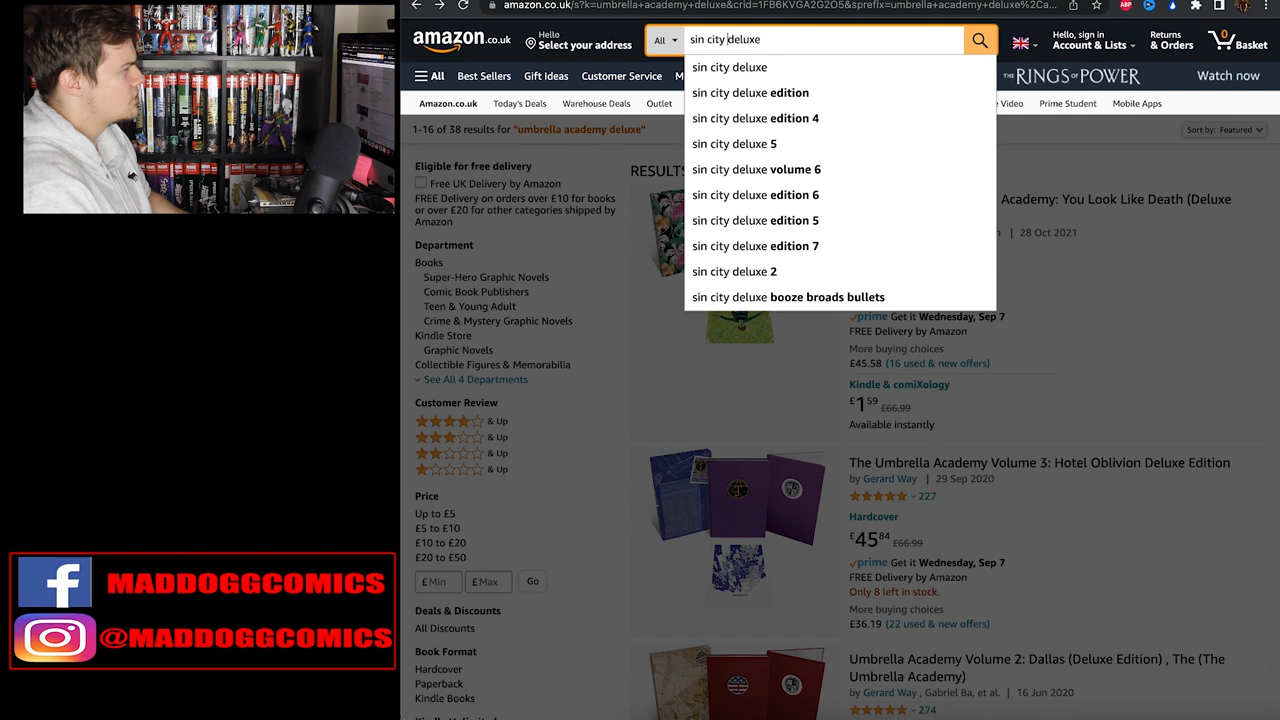 MADDOGGCOMICS
@MADDOGGCOMICS
amazon.co.uk/s?k=umbrella+academy+deluxe&crid=1FB6KVGA2G2O5&sprefix=umbrella+academy+deluxe%2Ca...
ABP
amazon.co.uk
Hello
Select your address
All
sin city deluxe
Hello, sign in
Account & Lists
Returns
& Orders
0
Basket
All
Best Sellers
Gift Ideas
Customer Service
M
THE RINGS OF POWER
Watch now
Amazon.co.uk
Today's Deals
Warehouse Deals
Outlet
e Video
Prime Student
Mobile Apps
sin city deluxe
sin city deluxe edition
sin city deluxe edition 4
sin city deluxe 5
sin city deluxe volume 6
sin city deluxe edition 6
sin city deluxe edition 5
sin city deluxe edition 7
sin city deluxe 2
sin city deluxe booze broads bullets
1-16 of 38 results for "umbrella academy deluxe"
Sort by: Featured
Eligible for free delivery
Free UK Delivery by Amazon
FREE Delivery on orders over £10 for books
or over £20 for other categories shipped by
Amazon
Department
Books
Super-Hero Graphic Novels
Comic Book Publishers
Teen & Young Adult
Crime & Mystery Graphic Novels
Kindle Store
Graphic Novels
Collectible Figures & Memorabilia
See All 4 Departments
Customer Review
& Up
& Up
& Up
& Up
Price
Up to £5
£5 to £10
£10 to £20
£20 to £50
£ Min
£ Max
Go
Deals & Discounts
All Discounts
Book Format
Hardcover
Paperback
Kindle Books
RESULTS
Academy: You Look Like Death (Deluxe
n | 28 Oct 2021
prime Get it Wednesday, Sep 7
FREE Delivery by Amazon
More buying choices
£45.58 (16 used & new offers)
Kindle & comiXology
£1.59 £66.99
Available instantly
The Umbrella Academy Volume 3: Hotel Oblivion Deluxe Edition
by Gerard Way | 29 Sep 2020
227
Hardcover
£45.84 £66.99
prime Get it Wednesday, Sep 7
FREE Delivery by Amazon
Only 8 left in stock.
More buying choices
£36.19 (22 used & new offers)
Umbrella Academy Volume 2: Dallas (Deluxe Edition) , The (The
Umbrella Academy)
by Gerard Way , Gabriel Ba, et al. | 16 Jun 2020
274